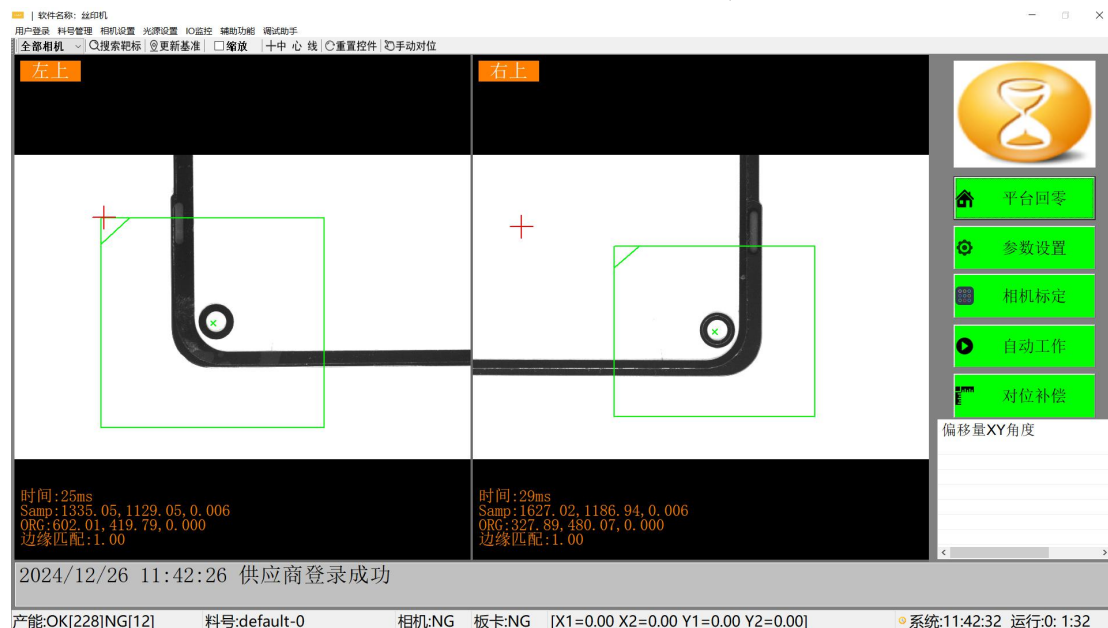 软件名称: 丝印机
用户登录 料号管理 相机设置 光源设置 IO监控 辅助功能 调试助手
全部相机 搜索靶标 更新基准 缩放 中 心 线 重置控件 手动对位
左上
右上
平台回零
参数设置
相机标定
自动工作
对位补偿
偏移量XY角度
时间:25ms
Samp:1335.05,1129.05,0.006
ORG:602.01,419.79,0.000
边缘匹配:1.00
时间:29ms
Samp:1627.02,1186.94,0.006
ORG:327.89,480.07,0.000
边缘匹配:1.00
2024/12/26 11:42:26 供应商登录成功
产能:OK[228]NG[12] 料号:default-0 相机:NG 板卡:NG [X1=0.00 X2=0.00 Y1=0.00 Y2=0.00] 系统:11:42:32 运行:0: 1:32